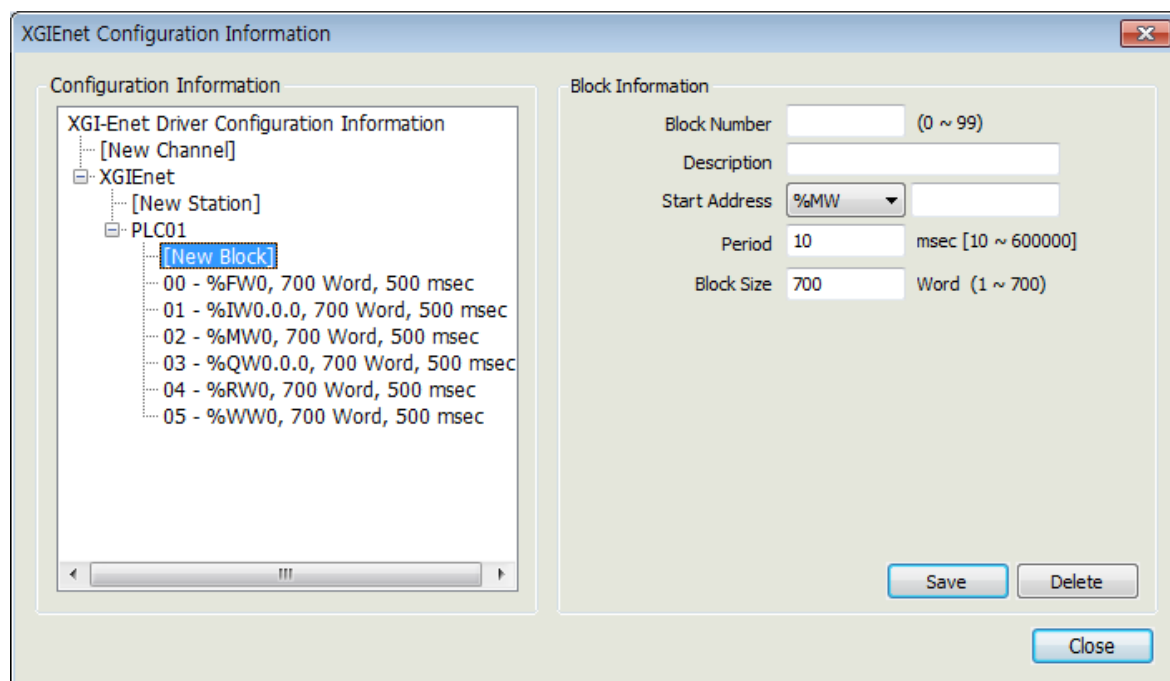 XGIEnet Configuration Information
Configuration Information
XGI-Enet Driver Configuration Information
[New Channel]
XGIEnet
[New Station]
PLC01
[New Block]
00 - %FW0, 700 Word, 500 msec
01 - %IW0.0.0, 700 Word, 500 msec
02 - %MW0, 700 Word, 500 msec
03 - %QW0.0.0, 700 Word, 500 msec
04 - %RW0, 700 Word, 500 msec
05 - %WW0, 700 Word, 500 msec
Block Information
Block Number (0 ~ 99)
Description
Start Address %MW
Period 10 msec [10 ~ 600000]
Block Size 700 Word (1 ~ 700)
Save Delete
Close